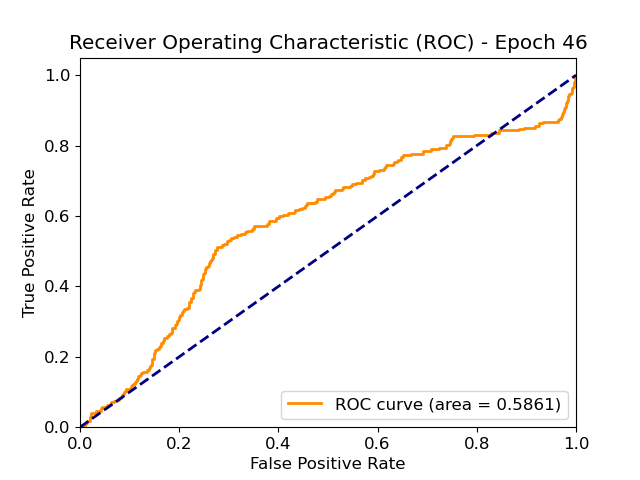 Receiver Operating Characteristic (ROC) - Epoch 46
True Positive Rate
1.0
0.8
0.6
0.4
0.2
0.0
ROC curve (area = 0.5861)
0.0 0.2 0.4 0.6 0.8 1.0
False Positive Rate